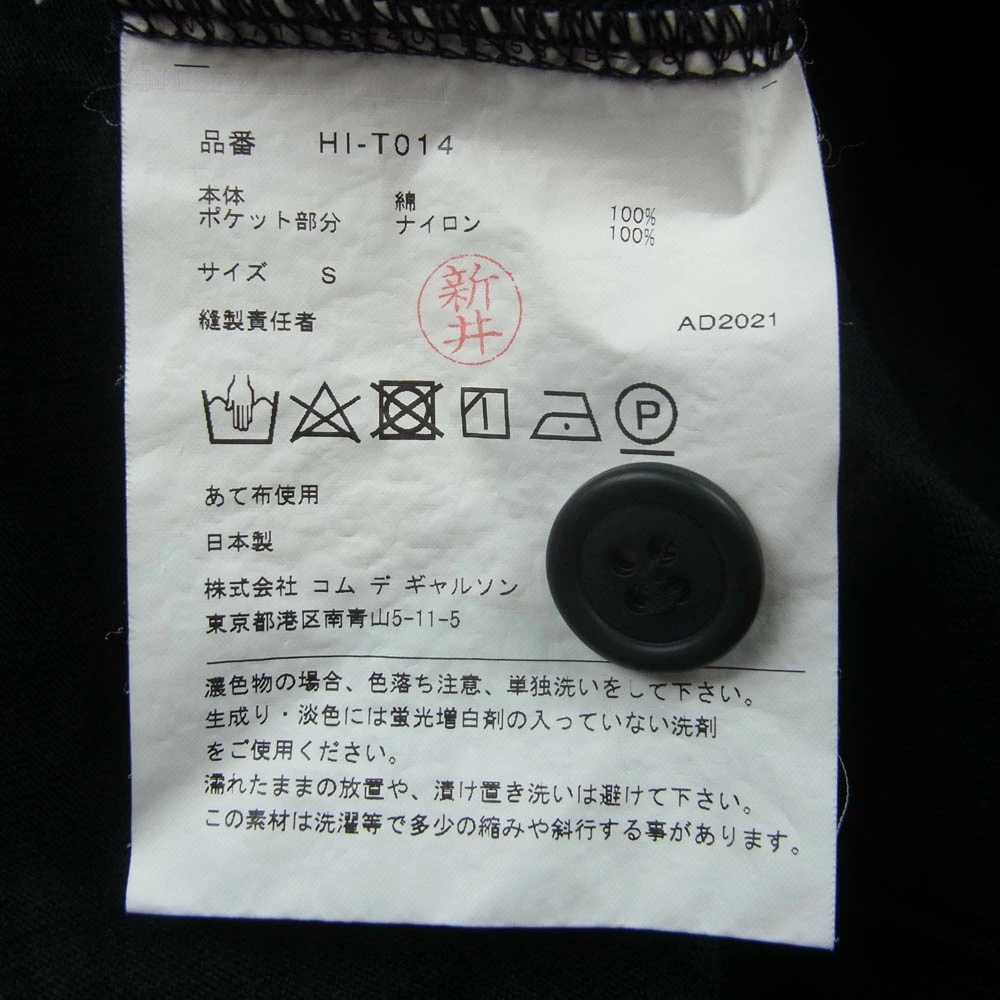 品番 HI-T014
本体 綿 100%
ポケット部分 ナイロン 100%
サイズ S
新井
縫製責任者 AD2021
P
あて布使用
日本製
株式会社 コム デ ギャルソン
東京都港区南青山5-11-5
濃色物の場合、色落ち注意、単独洗いをして下さい。
生成り・淡色には蛍光増白剤の入っていない洗剤
をご使用ください。
濡れたままの放置や、漬け置き洗いは避けて下さい。
この素材は洗濯等で多少の縮みや斜行する事があります。